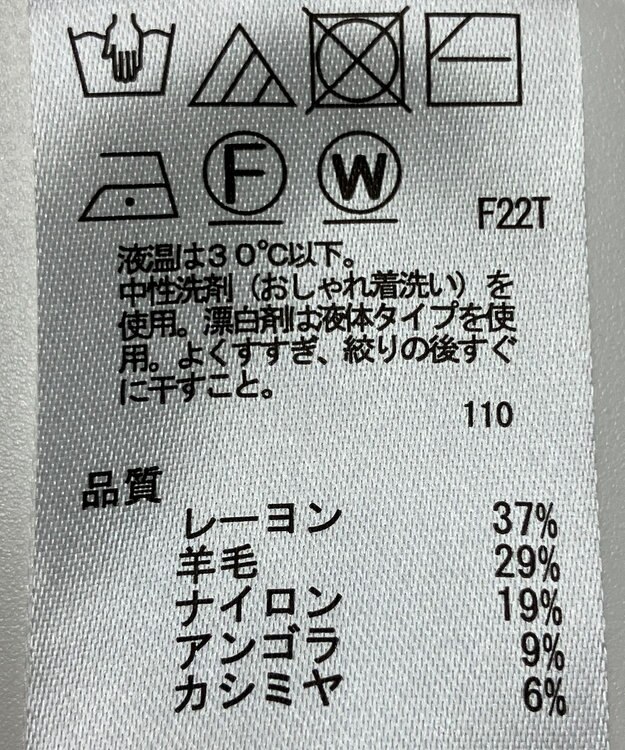 F
W
F22T
液温は30℃以下。
中性洗剤(おしゃれ着洗い)を
使用。漂白剤は液体タイプを使
用。よくすすぎ、絞りの後すぐ
に干すこと。
110
品質
レーヨン 37%
羊毛 29%
ナイロン 19%
アンゴラ 9%
カシミヤ 6%